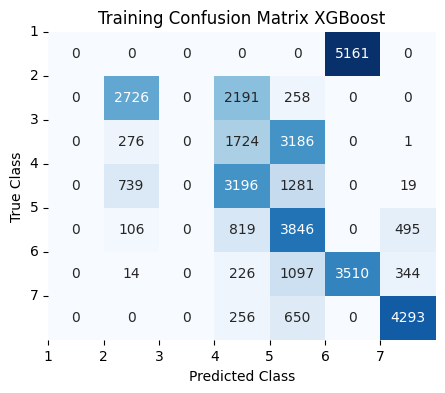 Training Confusion Matrix XGBoost
1
0 0 0 0 0 5161 0
2
0 2726 0 2191 258 0 0
3
0 276 0 1724 3186 0 1
4
0 739 0 3196 1281 0 19
5
0 106 0 819 3846 0 495
6
0 14 0 226 1097 3510 344
7
0 0 0 256 650 0 4293
1 2 3 4 5 6 7
Predicted Class
True Class